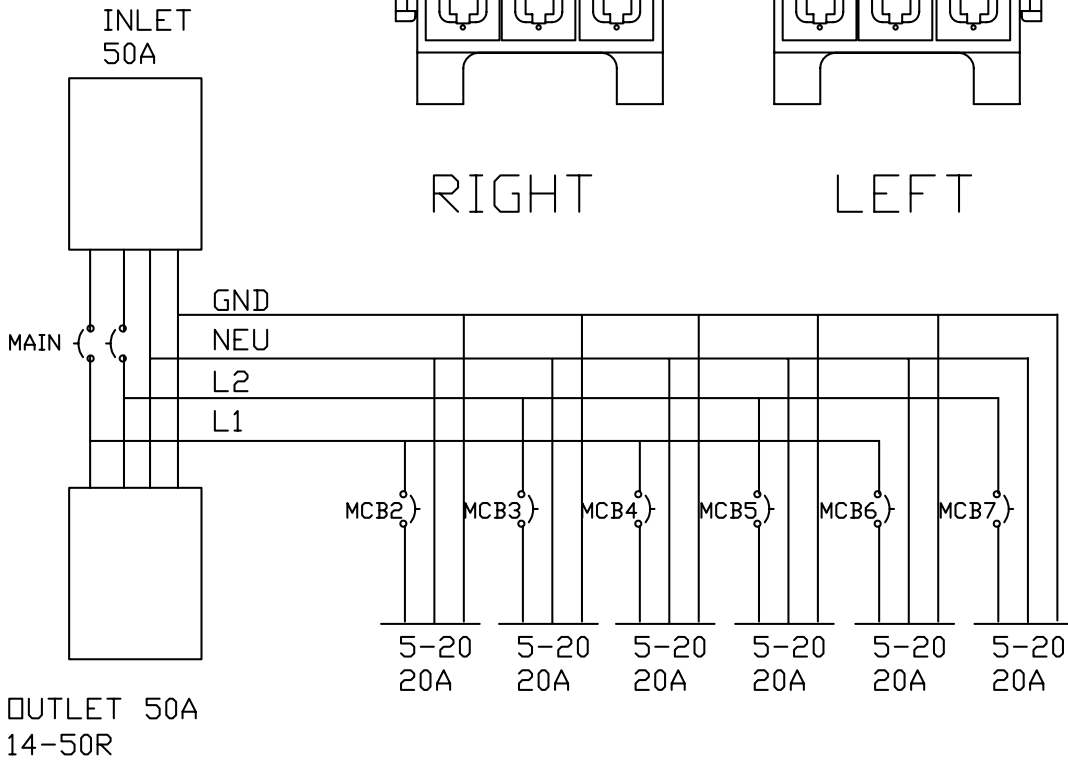 INLET
50A
RIGHT
LEFT
GND
MAIN
NEU
L2
L1
MCB2
MCB3
MCB4
MCB5
MCB6
MCB7
5-20
20A
5-20
20A
5-20
20A
5-20
20A
5-20
20A
5-20
20A
OUTLET 50A
14-50R